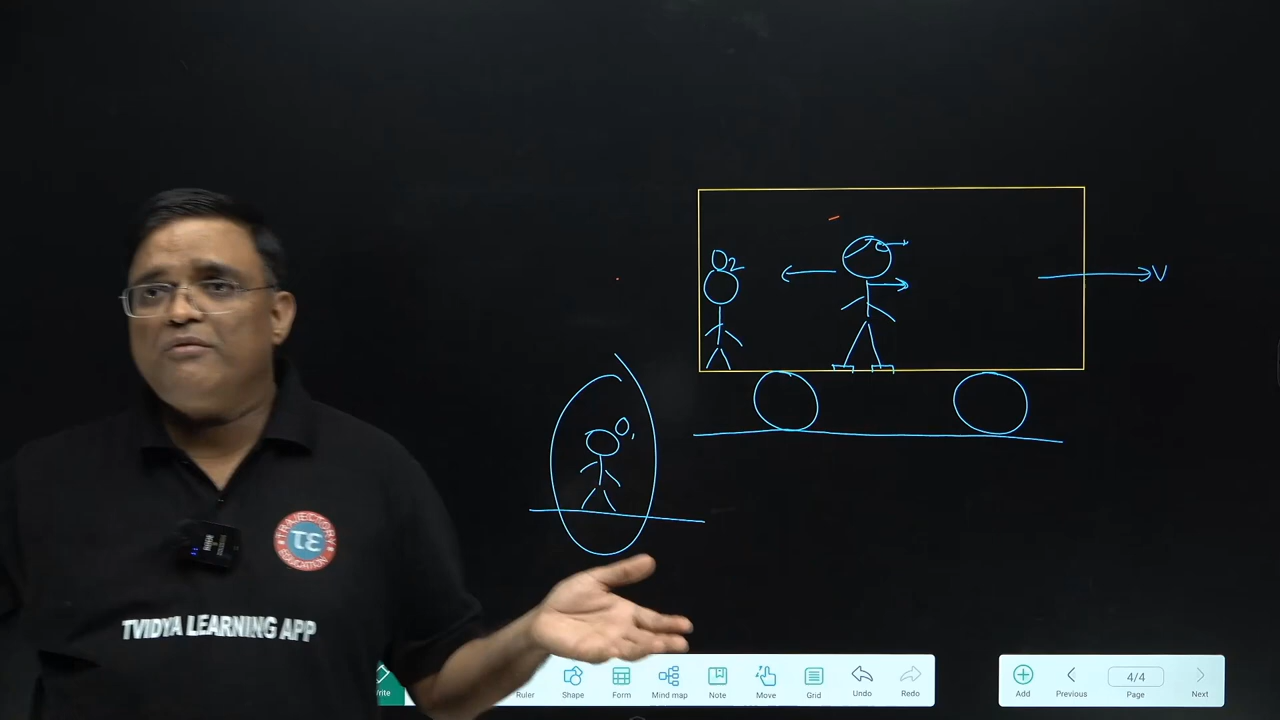 O2
V
O1
TRAJECTORY
τε
EDUCATION
TVIDYA LEARNING APP
Write
Ruler
Shape
Form
Mind map
Note
Move
Grid
Undo
Redo
Add
Previous
4/4
Page
Next